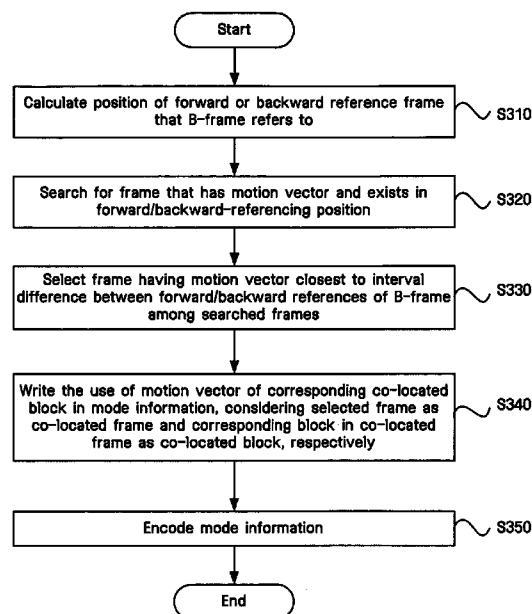 Start
Calculate position of forward or backward reference frame
that B-frame refers to
S310
Search for frame that has motion vector and exists in
forward/backward-referencing position
S320
Select frame having motion vector closest to interval
difference between forward/backward references of B-frame
among searched frames
S330
Write the use of motion vector of corresponding co-located
block in mode information, considering selected frame as
co-located frame and corresponding block in co-located
frame as co-located block, respectively
S340
Encode mode information
S350
End